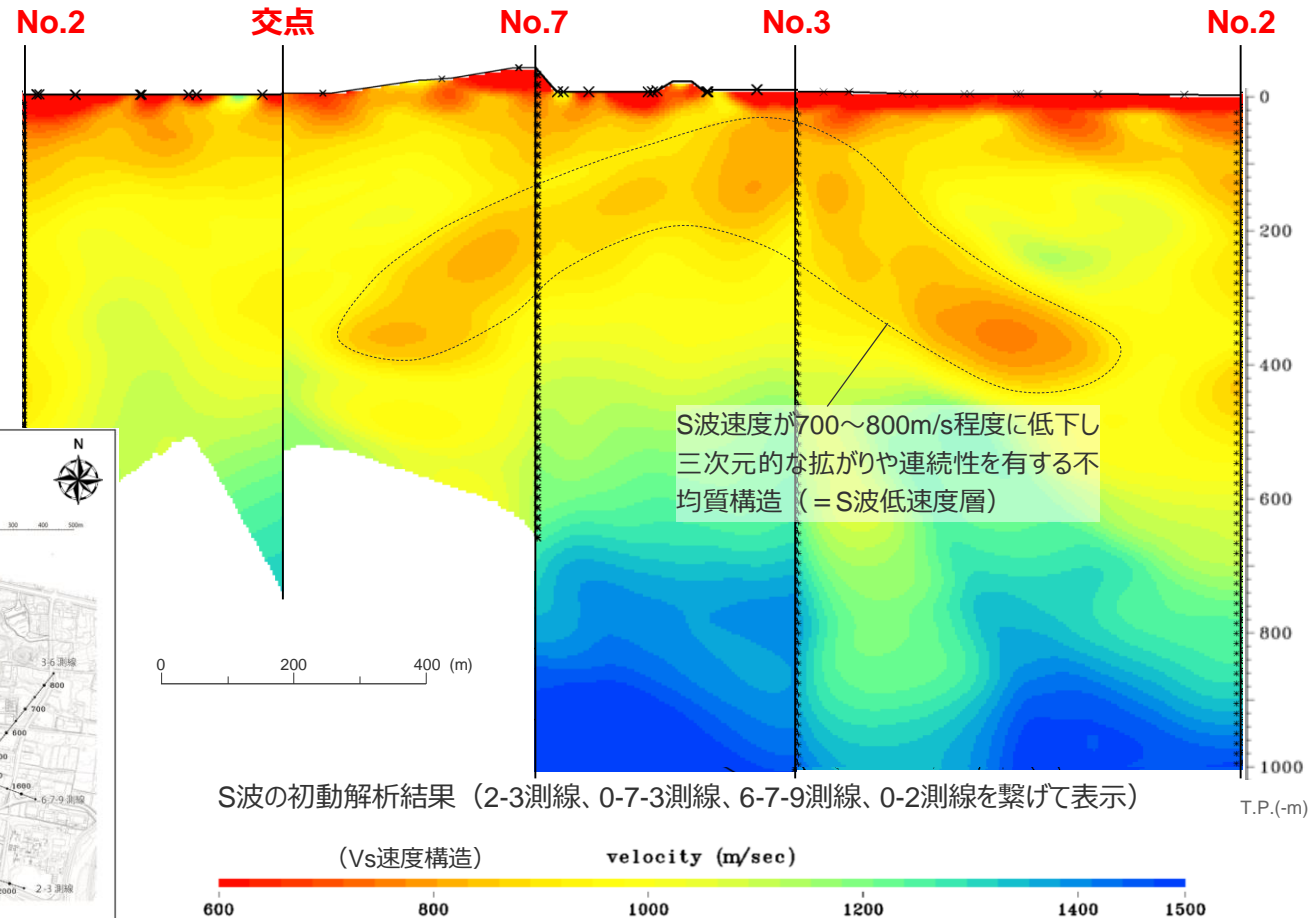 No.2
交点
No.7
No.3
No.2
0
200
400
600
800
1000
T.P.(-m)
S波速度が700～800m/s程度に低下し
三次元的な拡がりや連続性を有する不
均質構造（＝S波低速度層）
N
300 400 500m
3-6 測線
800
700
600
1600
6-7-9 測線
2000
2-3 測線
0 200 400 (m)
S波の初動解析結果（2-3測線、0-7-3測線、6-7-9測線、0-2測線を繋げて表示）
（Vs速度構造） velocity (m/sec)
600 800 1000 1200 1400 1500